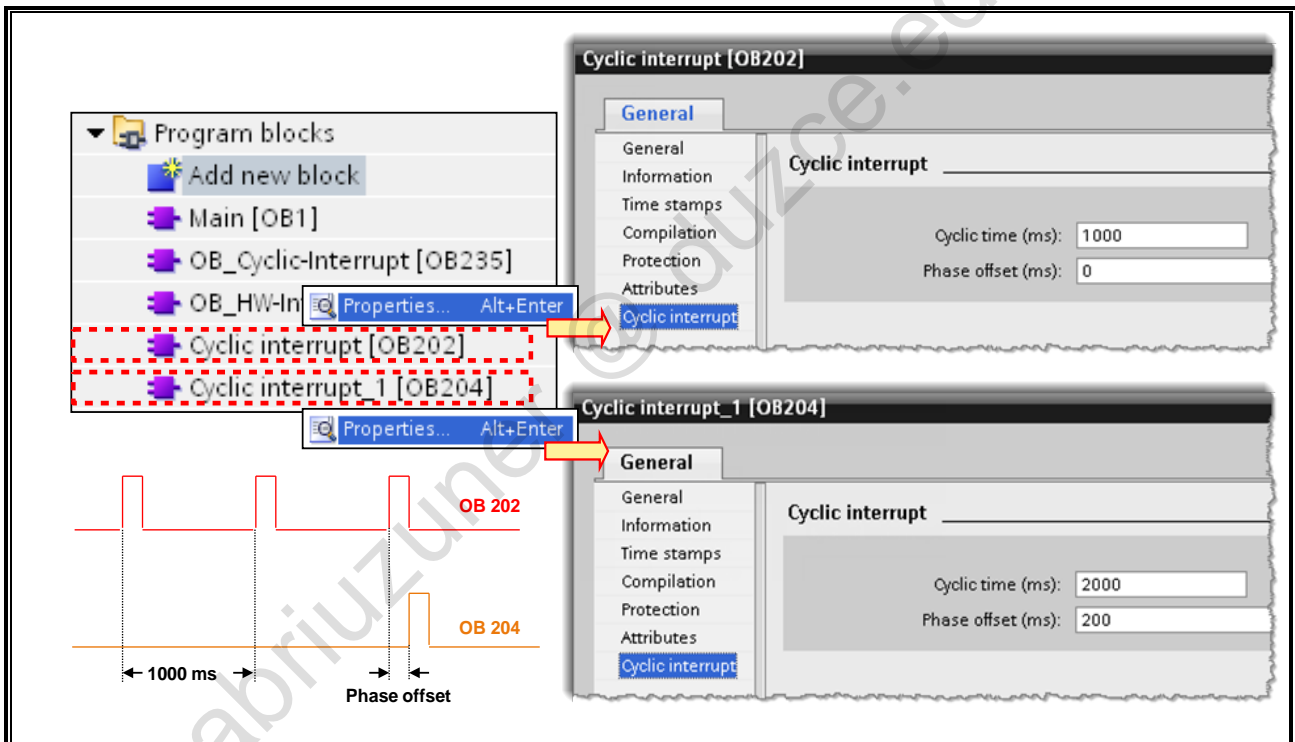 Program blocks
Add new block
Main [OB1]
OB_Cyclic-Interrupt [OB235]
OB_HW-In
Properties... Alt+Enter
Cyclic interrupt [OB202]
Cyclic interrupt_1 [OB204]
Properties... Alt+Enter
Cyclic interrupt [OB202]
General
General
Information
Time stamps
Compilation
Protection
Attributes
Cyclic interrupt
Cyclic interrupt
Cyclic time (ms): 1000
Phase offset (ms): 0
Cyclic interrupt_1 [OB204]
General
General
Information
Time stamps
Compilation
Protection
Attributes
Cyclic interrupt
Cyclic interrupt
Cyclic time (ms): 2000
Phase offset (ms): 200
OB 202
OB 204
1000 ms
Phase offset
abriuzuner @ duzce.ed